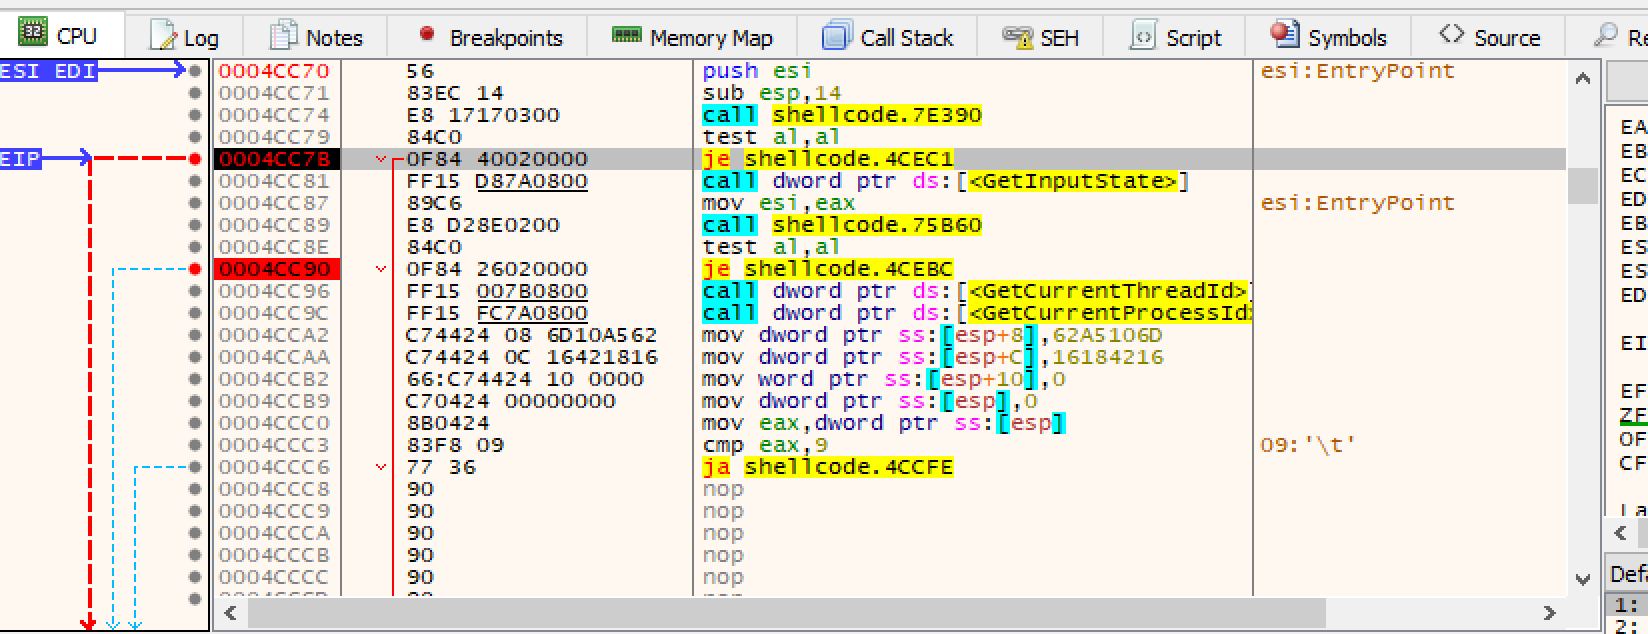 CPU Log Notes Breakpoints Memory Map Call Stack SEH Script Symbols Source Re
ESI EDI 0004CC70 56 push esi esi:EntryPoint
0004CC71 83EC 14 sub esp,14
0004CC74 E8 17170300 call shellcode.7E390
0004CC79 84C0 test al,al
EIP 0004CC7B 0F84 40020000 je shellcode.4CEC1
0004CC81 FF15 D87A0800 call dword ptr ds:[<GetInputState>]
0004CC87 89C6 mov esi,eax esi:EntryPoint
0004CC89 E8 D28E0200 call shellcode.75B60
0004CC8E 84C0 test al,al
0004CC90 0F84 26020000 je shellcode.4CEBC
0004CC96 FF15 007B0800 call dword ptr ds:[<GetCurrentThreadId>]
0004CC9C FF15 FC7A0800 call dword ptr ds:[<GetCurrentProcessId>
0004CCA2 C74424 08 6D10A562 mov dword ptr ss:[esp+8],62A5106D
0004CCAA C74424 0C 16421816 mov dword ptr ss:[esp+C],16184216
0004CCB2 66:C74424 10 0000 mov word ptr ss:[esp+10],0
0004CCB9 C70424 00000000 mov dword ptr ss:[esp],0
0004CCC0 8B0424 mov eax,dword ptr ss:[esp]
0004CCC3 83F8 09 cmp eax,9 09:'\t'
0004CCC6 77 36 ja shellcode.4CCFE
0004CCC8 90 nop
0004CCC9 90 nop
0004CCCA 90 nop
0004CCCB 90 nop
0004CCCC 90 nop
EA
EB
EC
ED
EB
ES
ES
ED
EI
EF
ZF
OF
CF
La
Defa
1:
2: